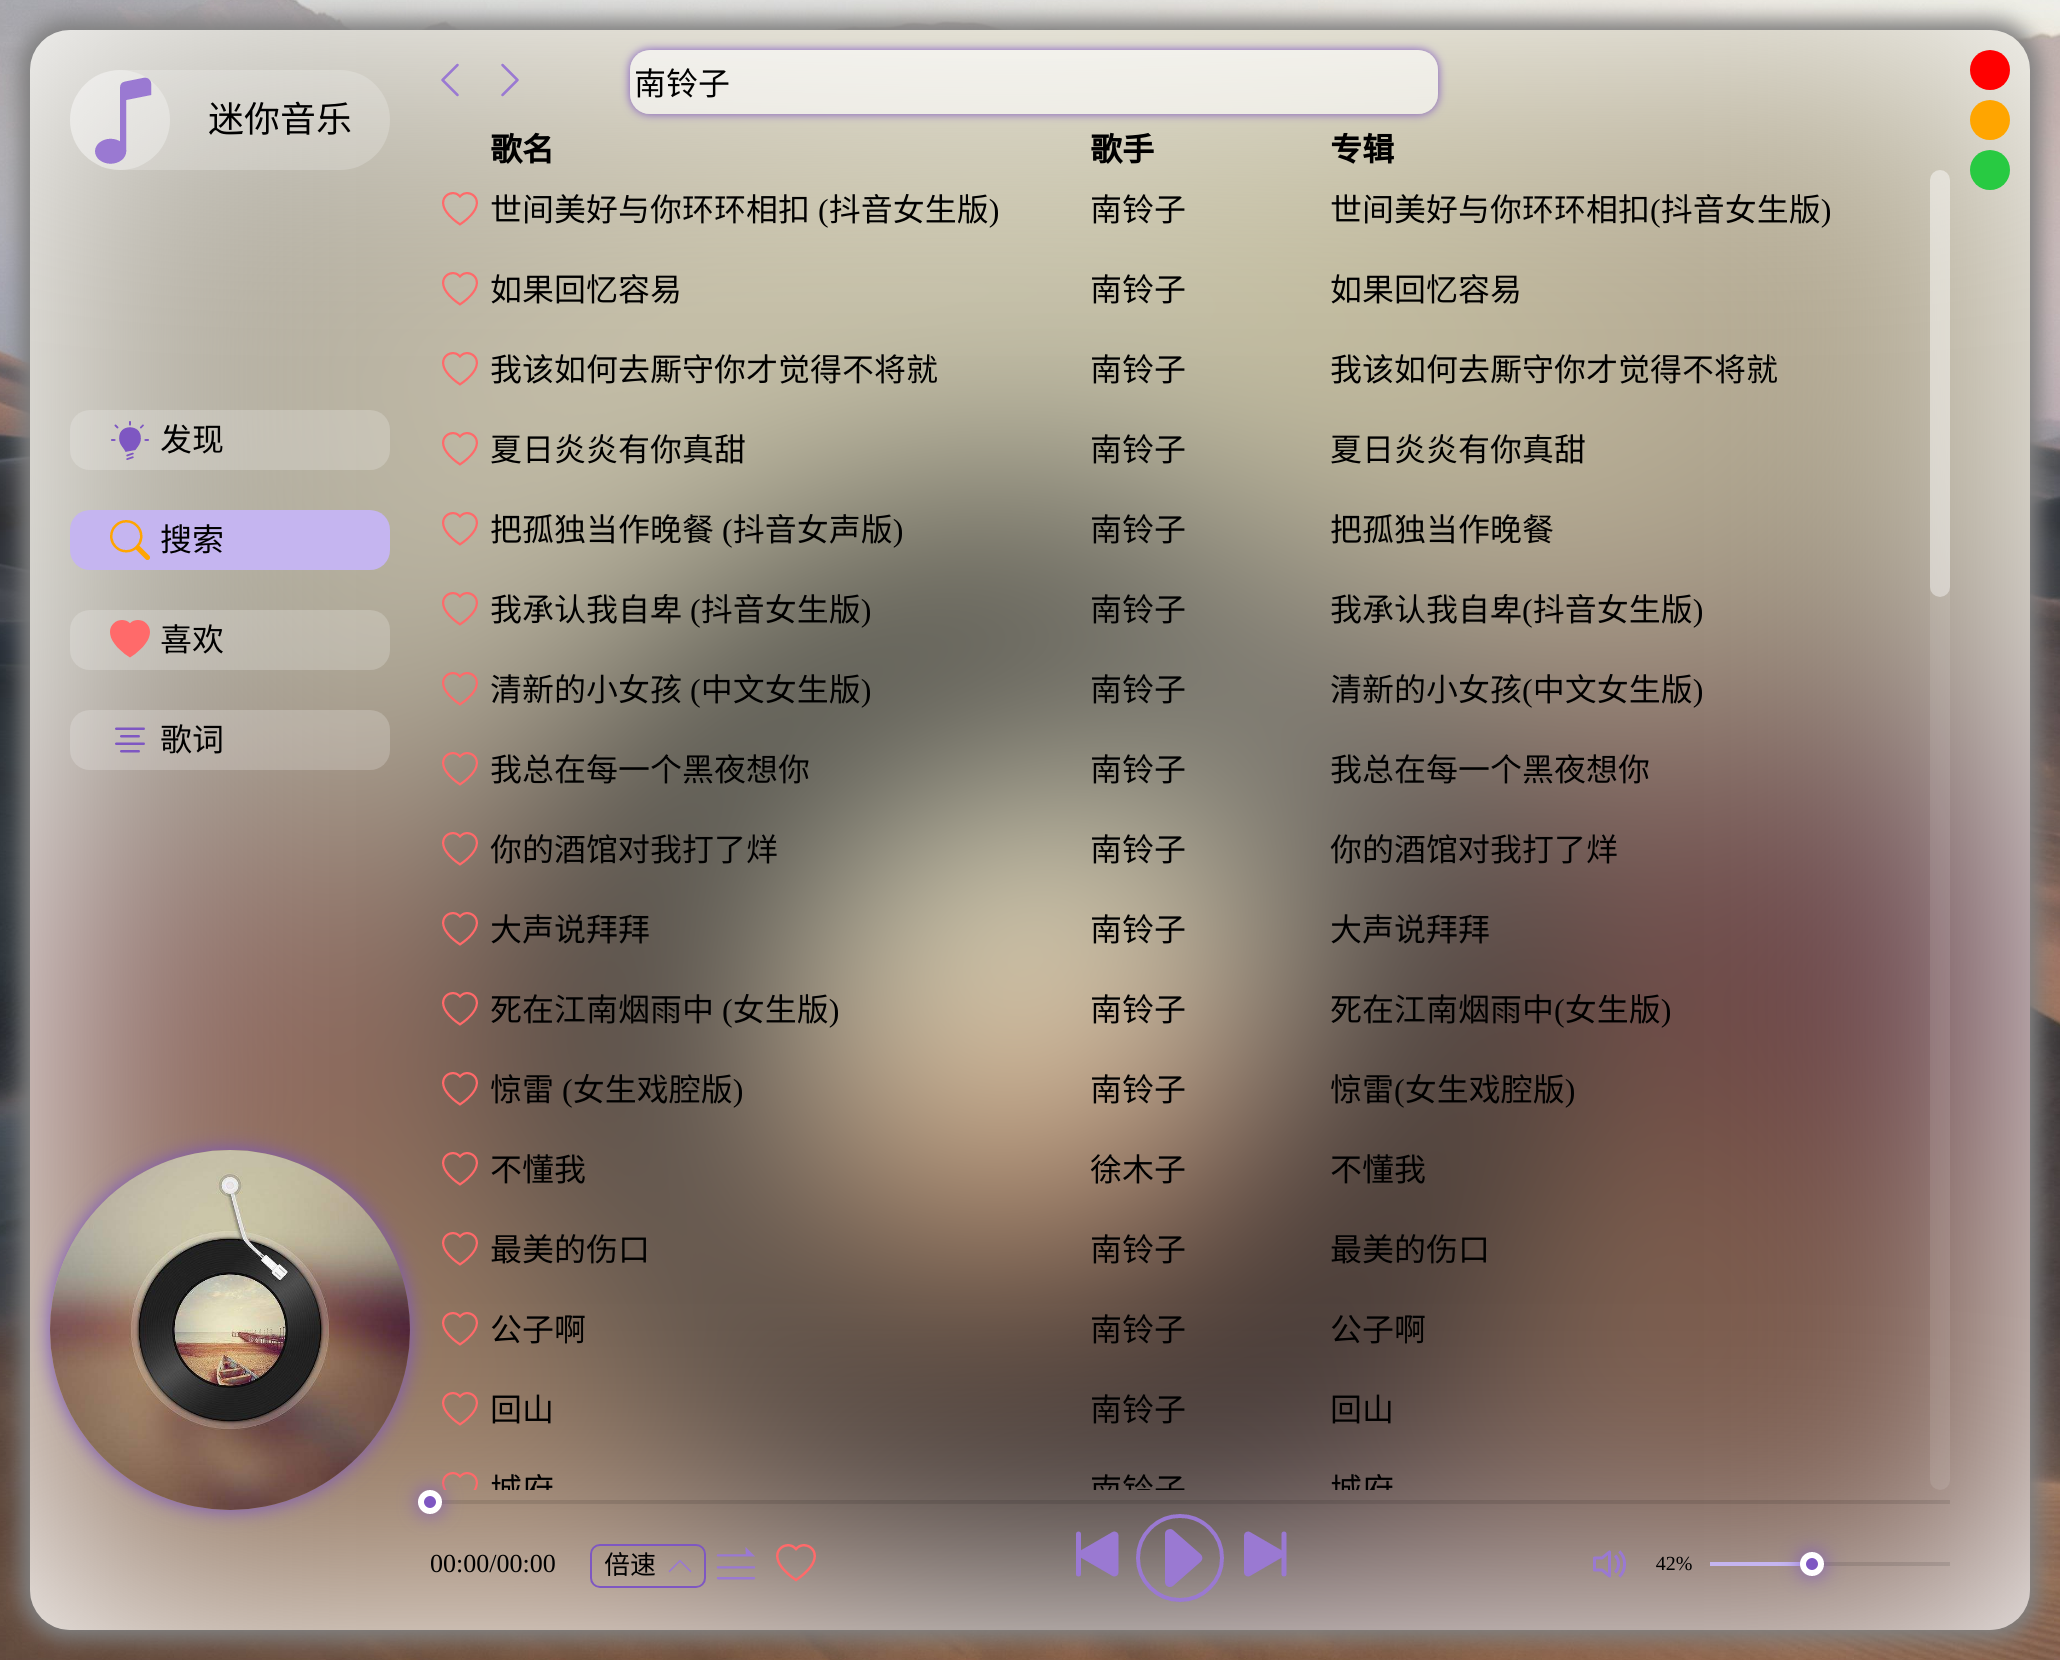 迷你音乐
南铃子
歌名 歌手 专辑
世间美好与你环环相扣 (抖音女生版) 南铃子 世间美好与你环环相扣(抖音女生版)
如果回忆容易 南铃子 如果回忆容易
我该如何去厮守你才觉得不将就 南铃子 我该如何去厮守你才觉得不将就
夏日炎炎有你真甜 南铃子 夏日炎炎有你真甜
把孤独当作晚餐 (抖音女声版) 南铃子 把孤独当作晚餐
我承认我自卑 (抖音女生版) 南铃子 我承认我自卑(抖音女生版)
清新的小女孩 (中文女生版) 南铃子 清新的小女孩(中文女生版)
我总在每一个黑夜想你 南铃子 我总在每一个黑夜想你
你的酒馆对我打了烊 南铃子 你的酒馆对我打了烊
大声说拜拜 南铃子 大声说拜拜
死在江南烟雨中 (女生版) 南铃子 死在江南烟雨中(女生版)
惊雷 (女生戏腔版) 南铃子 惊雷(女生戏腔版)
不懂我 徐木子 不懂我
最美的伤口 南铃子 最美的伤口
公子啊 南铃子 公子啊
回山 南铃子 回山
城府 南铃子 城府
发现
搜索
喜欢
歌词
00:00/00:00 倍速 42%